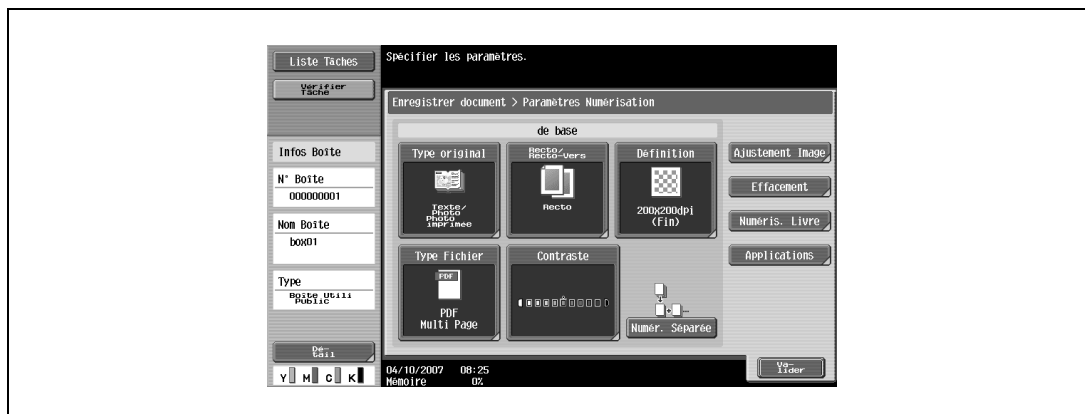 Liste Tâches
Vérifier
Tâche
Spécifier les paramètres.
Enregistrer document > Paramètres Numérisation
de base
Infos Boîte
N° Boîte
000000001
Nom Boîte
box01
Type
Boîte Utili
Public
Dé-
tail
Y M C K
Type original
Texte/
Photo
Photo
imprimée
Recto/
Recto-Vers
Recto
Définition
200x200dpi
(Fin)
Type Fichier
PDF
PDF
Multi Page
Contraste
Numér. Séparée
Ajustement Image
Effacement
Numéris. Livre
Applications
04/10/2007 08:25
Mémoire 0%
Va-
lider